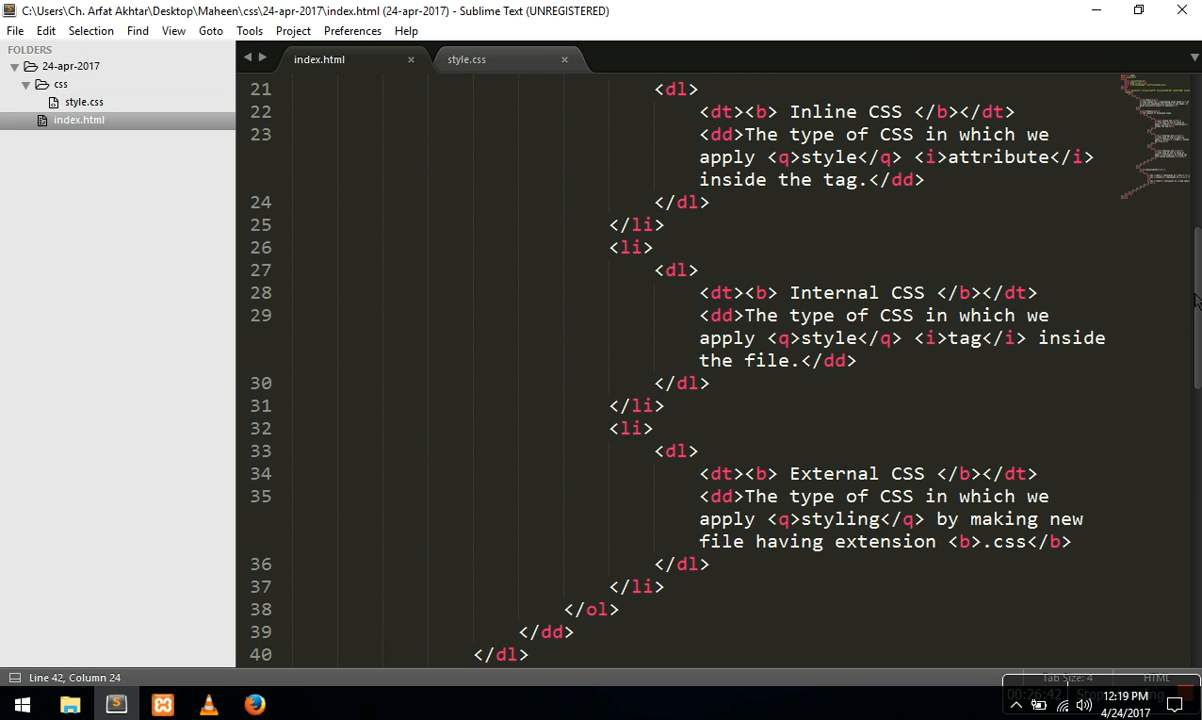 C:\Users\Ch. Arfat Akhtar\Desktop\Maheen\css\24-apr-2017\index.html (24-apr-2017) - Sublime Text (UNREGISTERED)
File Edit Selection Find View Goto Tools Project Preferences Help
FOLDERS
24-apr-2017
css
style.css
index.html
index.html style.css
21 <dl>
22 <dt><b> Inline CSS </b></dt>
23 <dd>The type of CSS in which we
apply <q>style</q> <i>attribute</i>
inside the tag.</dd>
24 </dl>
25 </li>
26 <li>
27 <dl>
28 <dt><b> Internal CSS </b></dt>
29 <dd>The type of CSS in which we
apply <q>style</q> <i>tag</i> inside
the file.</dd>
30 </dl>
31 </li>
32 <li>
33 <dl>
34 <dt><b> External CSS </b></dt>
35 <dd>The type of CSS in which we
apply <q>styling</q> by making new
file having extension <b>.css</b>
36 </dl>
37 </li>
38 </ol>
39 </dd>
40 </dl>
Line 42, Column 24 Tab Size: 4 HTML
00:26:42
12:19 PM
4/24/2017